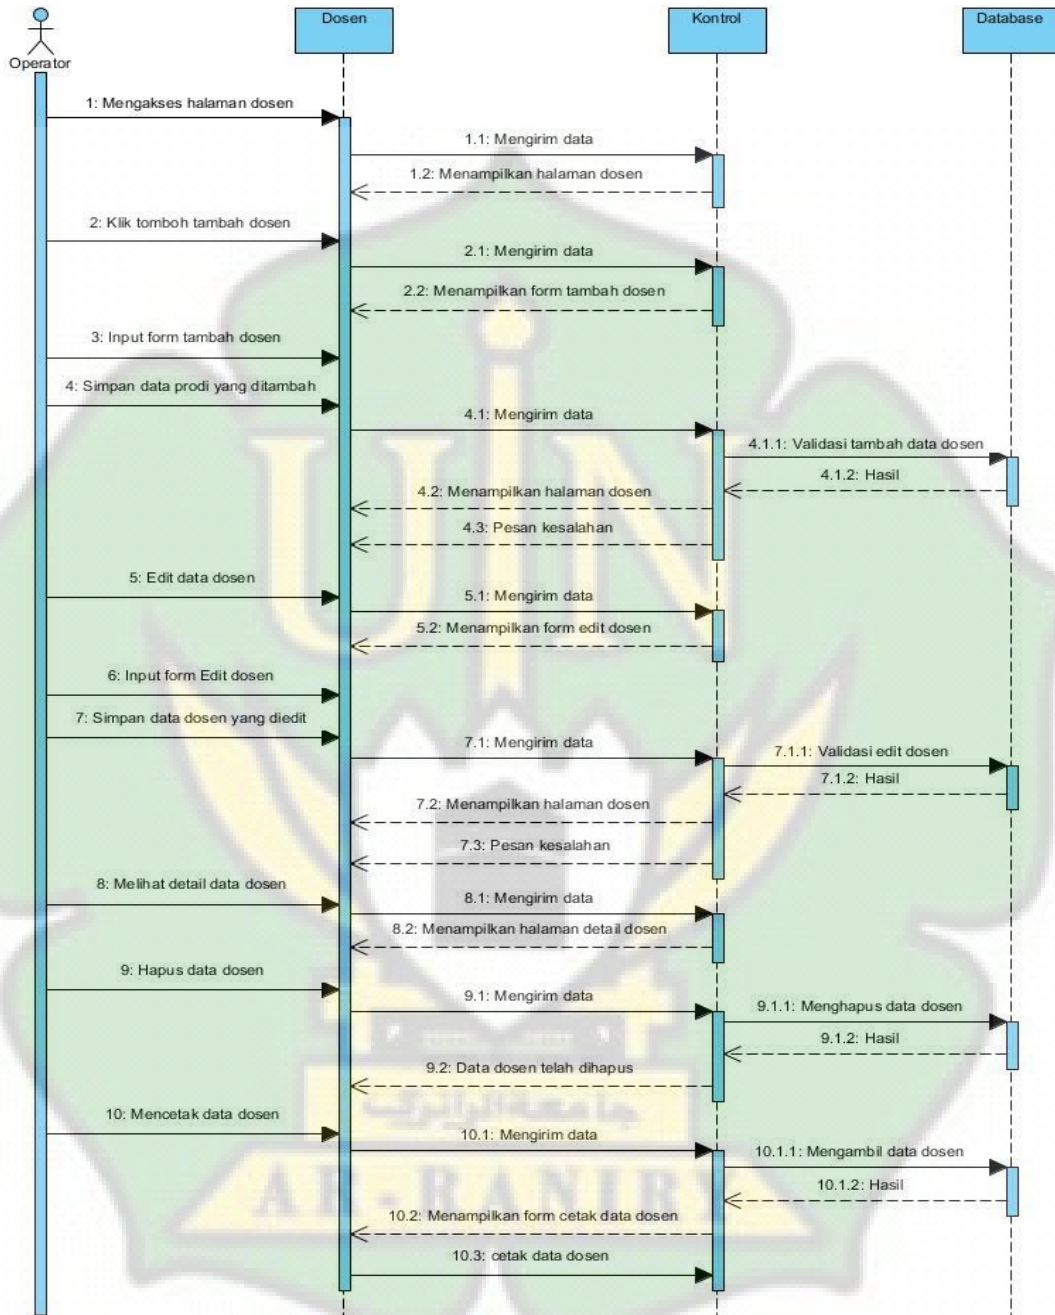 Dosen
Kontrol
Database
Operator
1: Mengakses halaman dosen
1.1: Mengirim data
1.2: Menampilkan halaman dosen
2: Klik tomboh tambah dosen
2.1: Mengirim data
2.2: Menampilkan form tambah dosen
3: Input form tambah dosen
4: Simpan data prodi yang ditambah
4.1: Mengirim data
4.1.1: Validasi tambah data dosen
4.1.2: Hasil
4.2: Menampilkan halaman dosen
4.3: Pesan kesalahan
5: Edit data dosen
5.1: Mengirim data
5.2: Menampilkan form edit dosen
6: Input form Edit dosen
7: Simpan data dosen yang diedit
7.1: Mengirim data
7.1.1: Validasi edit dosen
7.1.2: Hasil
7.2: Menampilkan halaman dosen
7.3: Pesan kesalahan
8: Melihat detail data dosen
8.1: Mengirim data
8.2: Menampilkan halaman detail dosen
9: Hapus data dosen
9.1: Mengirim data
9.1.1: Menghapus data dosen
9.1.2: Hasil
9.2: Data dosen telah dihapus
10: Mencetak data dosen
10.1: Mengirim data
10.1.1: Mengambil data dosen
10.1.2: Hasil
10.2: Menampilkan form cetak data dosen
10.3: cetak data dosen
UIN
جامعة الرانري
AR-RANIRY